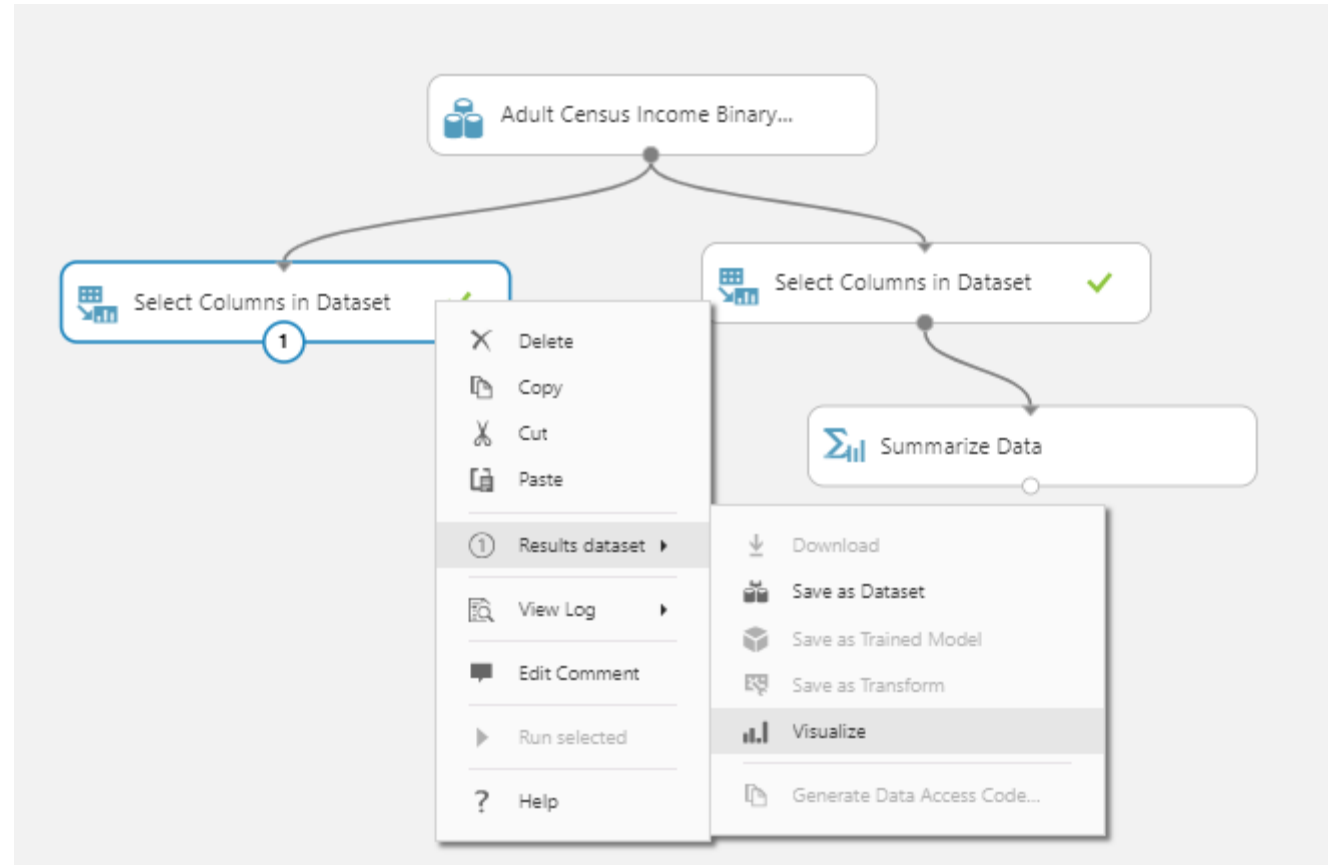 Adult Census Income Binary...
Select Columns in Dataset
1
Select Columns in Dataset
Summarize Data
Delete
Copy
Cut
Paste
1 Results dataset
View Log
Edit Comment
Run selected
? Help
Download
Save as Dataset
Save as Trained Model
Save as Transform
Visualize
Generate Data Access Code...